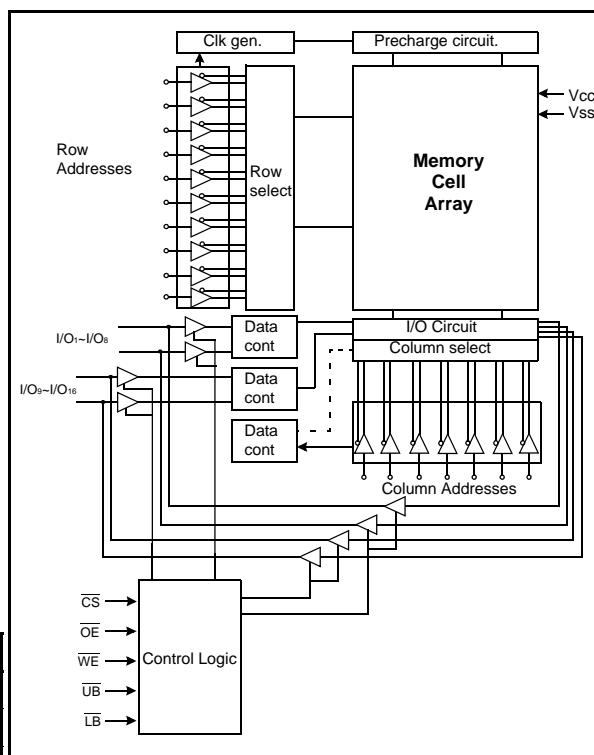 Clk gen.
Precharge circuit.
Vcc
Vss
Row
Addresses
Row
select
Memory
Cell
Array
I/O1~I/O8
Data
cont
I/O Circuit
Column select
I/O9~I/O16
Data
cont
Data
cont
Column Addresses
CS
OE
WE
UB
LB
Control Logic